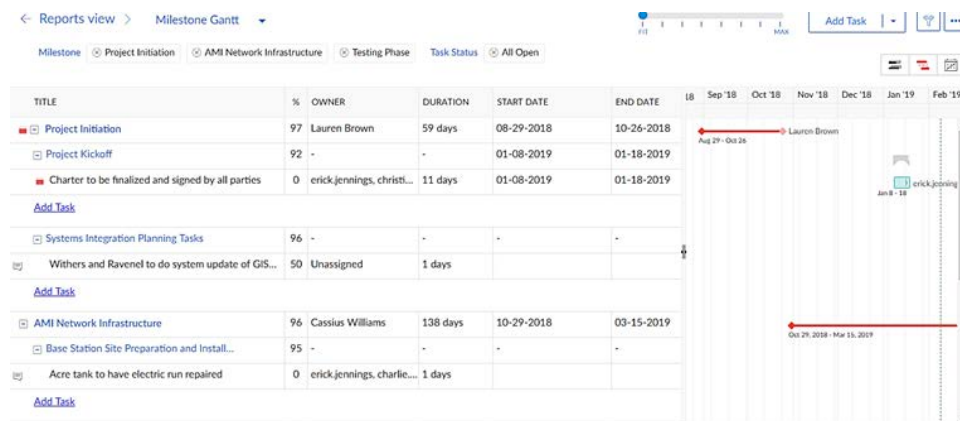 ← Reports view > Milestone Gantt
FIT MAX
Add Task
Milestone Project Initiation AMI Network Infrastructure Testing Phase Task Status All Open
TITLE % OWNER DURATION START DATE END DATE
18 Sep '18 Oct '18 Nov '18 Dec '18 Jan '19 Feb '19
Project Initiation 97 Lauren Brown 59 days 08-29-2018 10-26-2018
Lauren Brown
Aug 29 - Oct 26
Project Kickoff 92 - - 01-08-2019 01-18-2019
Charter to be finalized and signed by all parties 0 erick.jennings, christi... 11 days 01-08-2019 01-18-2019
erick.jenning
Jan 8 - 18
Add Task
Systems Integration Planning Tasks 96 - - - -
Withers and Ravenel to do system update of GIS... 50 Unassigned 1 days
Add Task
AMI Network Infrastructure 96 Cassius Williams 138 days 10-29-2018 03-15-2019
Oct 29, 2018 - Mar 15, 2019
Base Station Site Preparation and Install... 95 - - - -
Acre tank to have electric run repaired 0 erick.jennings, charlie.... 1 days
Add Task